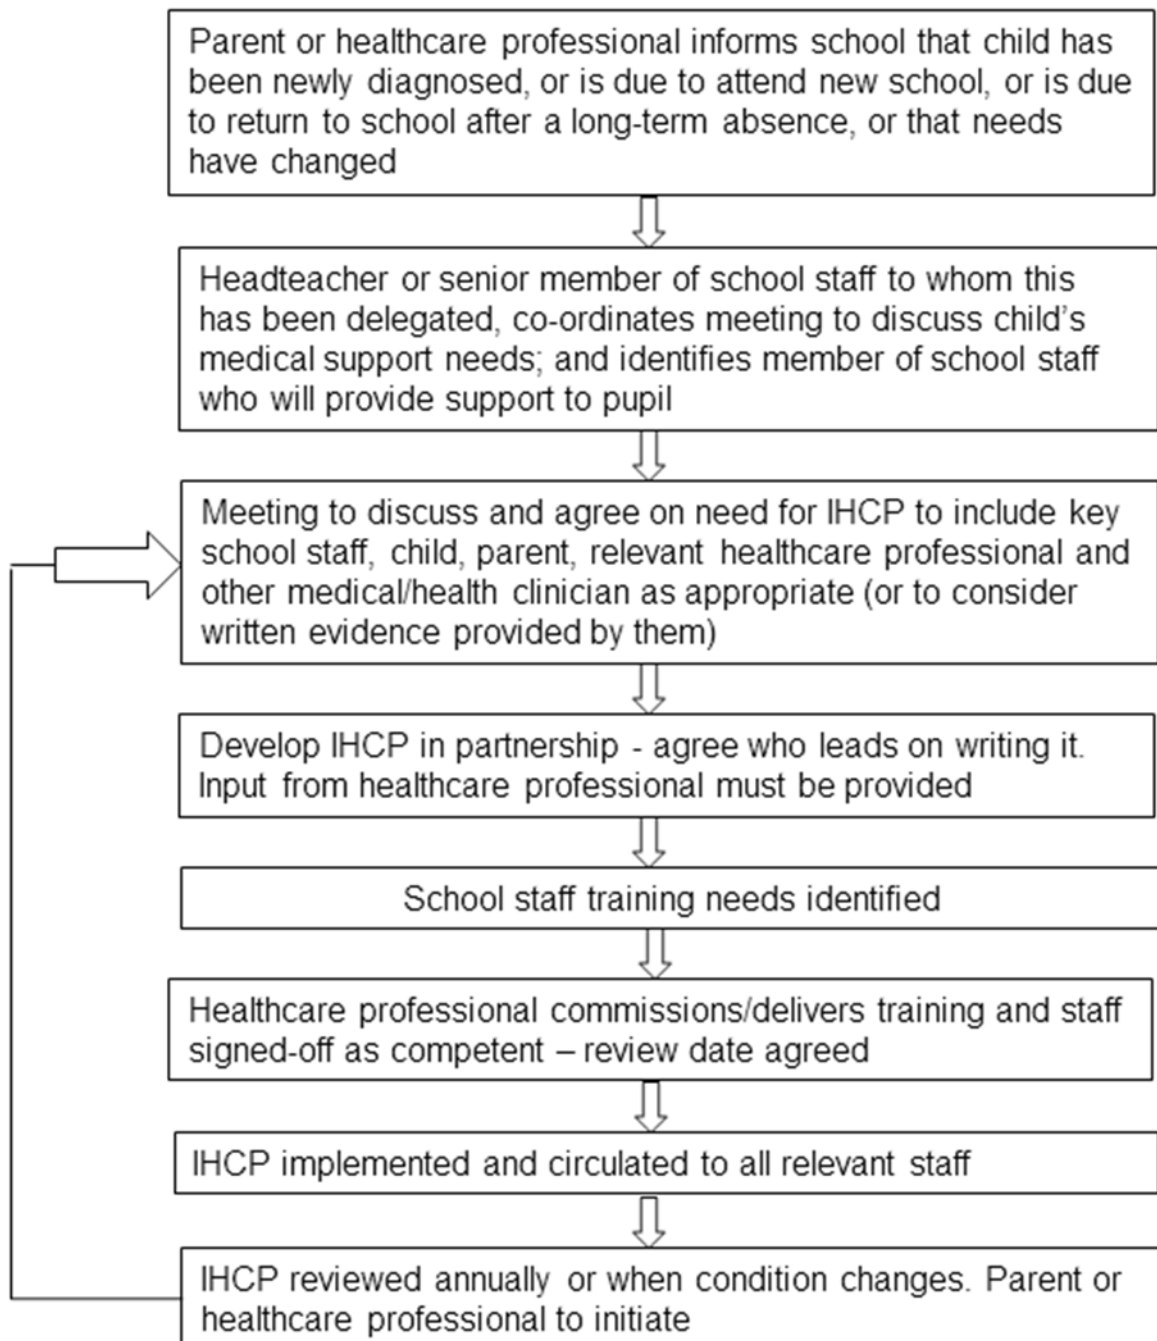 Parent or healthcare professional informs school that child has
been newly diagnosed, or is due to attend new school, or is due
to return to school after a long-term absence, or that needs
have changed
Headteacher or senior member of school staff to whom this
has been delegated, co-ordinates meeting to discuss child's
medical support needs; and identifies member of school staff
who will provide support to pupil
Meeting to discuss and agree on need for IHCP to include key
school staff, child, parent, relevant healthcare professional and
other medical/health clinician as appropriate (or to consider
written evidence provided by them)
Develop IHCP in partnership - agree who leads on writing it.
Input from healthcare professional must be provided
School staff training needs identified
Healthcare professional commissions/delivers training and staff
signed-off as competent – review date agreed
IHCP implemented and circulated to all relevant staff
IHCP reviewed annually or when condition changes. Parent or
healthcare professional to initiate